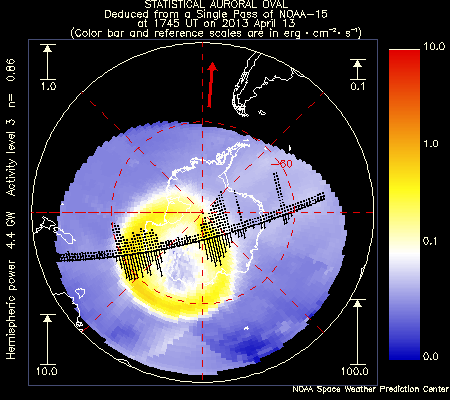 STATISTICAL AURORAL OVAL
Deduced from a Single Pass of NOAA-15
at 1745 UT on 2013 April 13
(Color bar and reference scales are in erg · cm⁻² · s⁻¹)
1.0
0.1
10.0
100.0
-60
Hemispheric power 4.4 GW Activity level 3 n= 0.86
10.0
1.0
0.1
0.0
NOAA Space Weather Prediction Center